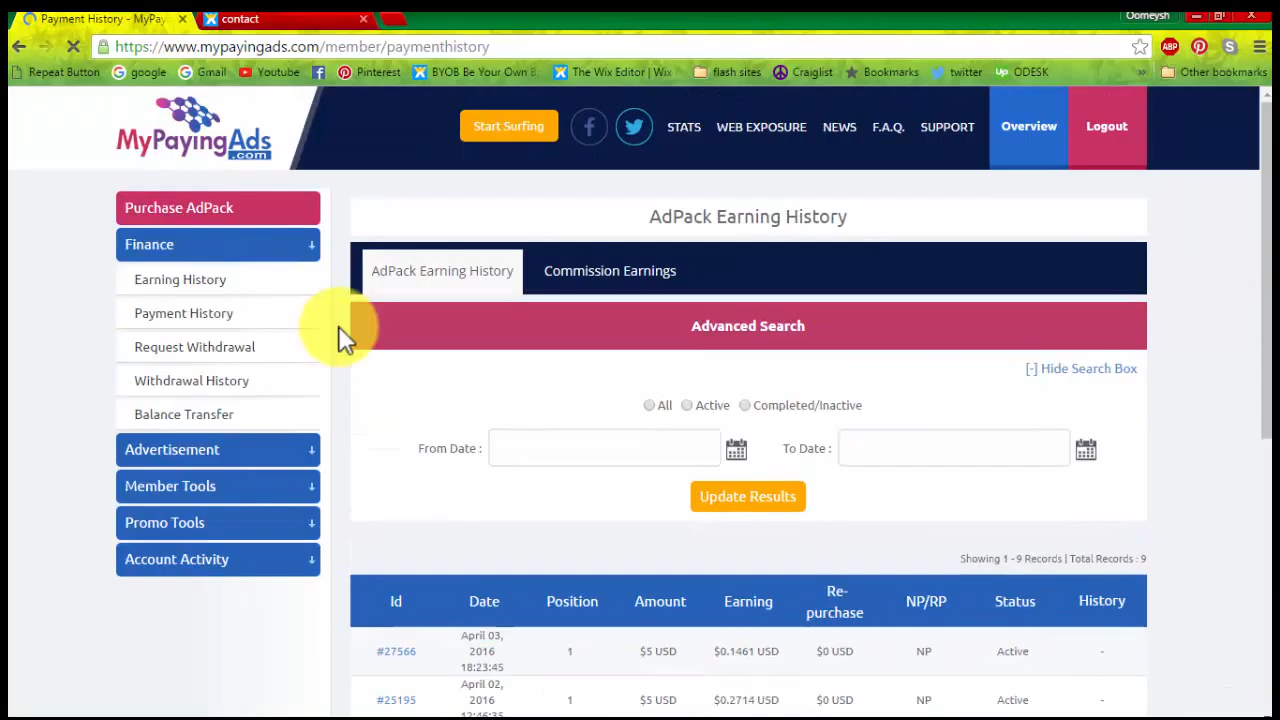 Payment History - MyPay
contact
Oomeysh
https://www.mypayingads.com/member/paymenthistory
Repeat Button
google
Gmail
Youtube
Pinterest
BYOB Be Your Own B
The Wix Editor | Wix
flash sites
Craiglist
Bookmarks
twitter
Up ODESK
»
Other bookmarks
ABP
MyPayingAds
.com
Start Surfing
STATS
WEB EXPOSURE
NEWS
F.A.Q.
SUPPORT
Overview
Logout
Purchase AdPack
Finance
Earning History
Payment History
Request Withdrawal
Withdrawal History
Balance Transfer
Advertisement
Member Tools
Promo Tools
Account Activity
AdPack Earning History
AdPack Earning History
Commission Earnings
Advanced Search
[-] Hide Search Box
All
Active
Completed/Inactive
From Date :
To Date :
Update Results
Showing 1 - 9 Records | Total Records : 9
Id
Date
Position
Amount
Earning
Re-
purchase
NP/RP
Status
History
#27566
April 03,
2016
18:23:45
1
$5 USD
$0.1461 USD
$0 USD
NP
Active
-
#25195
April 02,
2016
12:46:35
1
$5 USD
$0.2714 USD
$0 USD
NP
Active
-